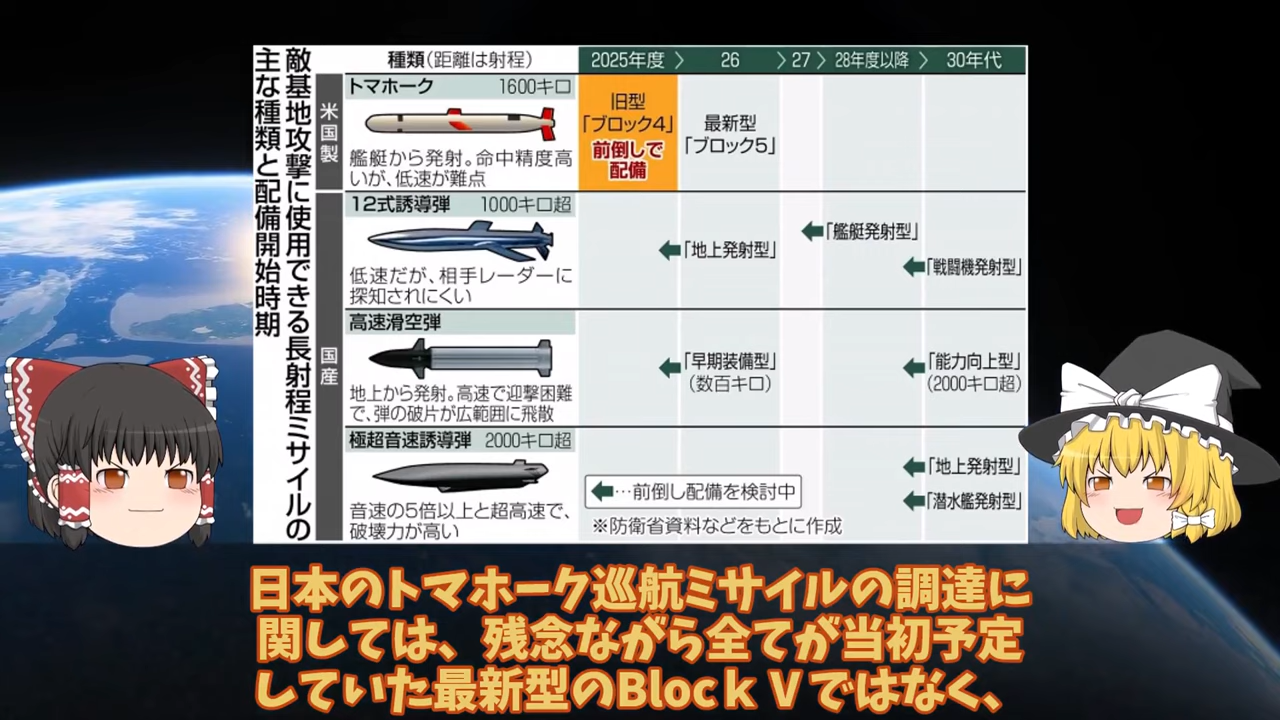 敵基地攻撃に使用できる長射程ミサイルの
主な種類と配備開始時期
種類(距離は射程)
2025年度 > 26 > 27 > 28年度以降 > 30年代
米国製
トマホーク 1600キロ
艦艇から発射。命中精度高
いが、低速が難点
旧型
「ブロック4」
前倒しで
配備
最新型
「ブロック5」
国産
12式誘導弾 1000キロ超
低速だが、相手レーダーに
探知されにくい
←「地上発射型」
←「艦艇発射型」
←「戦闘機発射型」
高速滑空弾
地上から発射。高速で迎撃困難
で、弾の破片が広範囲に飛散
←「早期装備型」
(数百キロ)
←「能力向上型」
(2000キロ超)
極超音速誘導弾 2000キロ超
音速の5倍以上と超高速で、
破壊力が高い
←「地上発射型」
←「潜水艦発射型」
←…前倒し配備を検討中
※防衛省資料などをもとに作成
日本のトマホーク巡航ミサイルの調達に
関しては、残念ながら全てが当初予定
していた最新型のBlockⅤではなく、